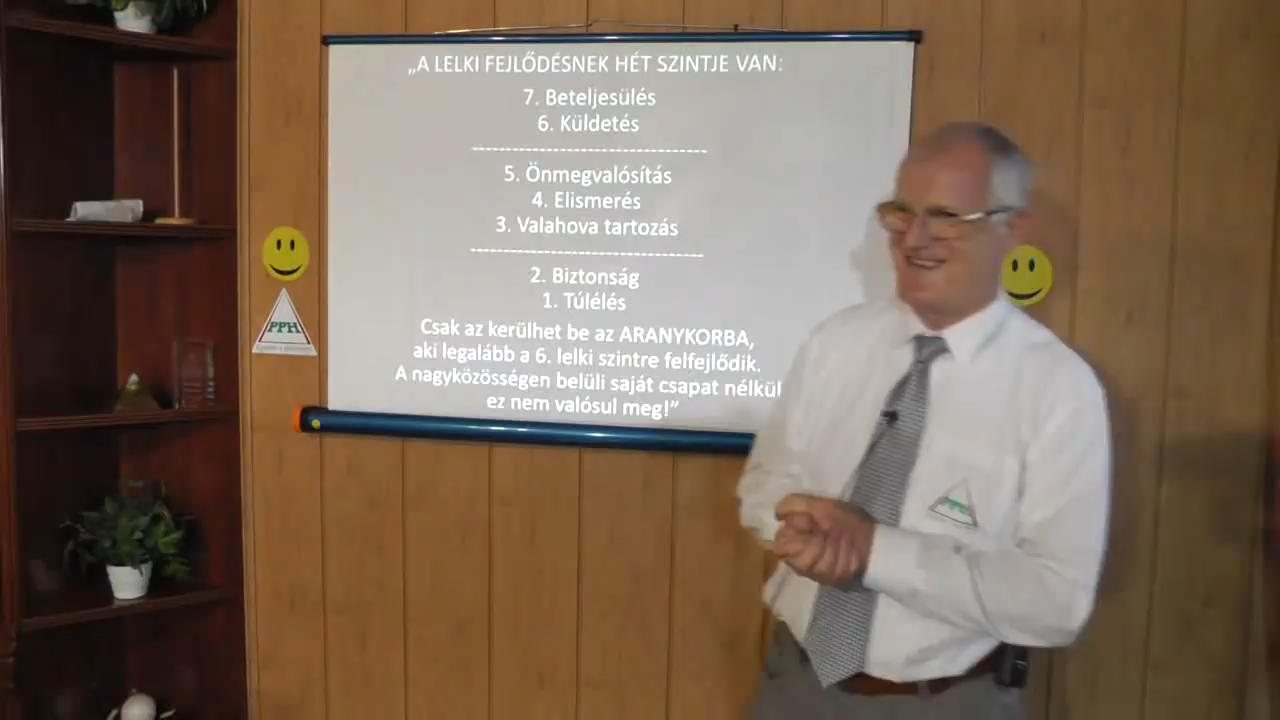 „A LELKI FEJLŐDÉSNEK HÉT SZINTJE VAN:
7. Beteljesülés
6. Küldetés
5. Önmegvalósítás
4. Elismerés
3. Valahova tartozás
2. Biztonság
1. Túlélés
Csak az kerülhet be az ARANYKORBA,
aki legalább a 6. lelki szintre felfejlődik.
A nagyközösségen belüli saját csapat nélkül
ez nem valósul meg!”
PPH
PPH